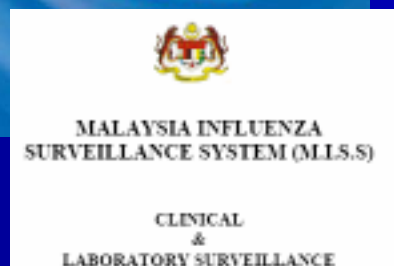 MALAYSIA INFLUENZA
SURVEILLANCE SYSTEM (M.I.S.S)
CLINICAL
&
LABORATORY SURVEILLANCE